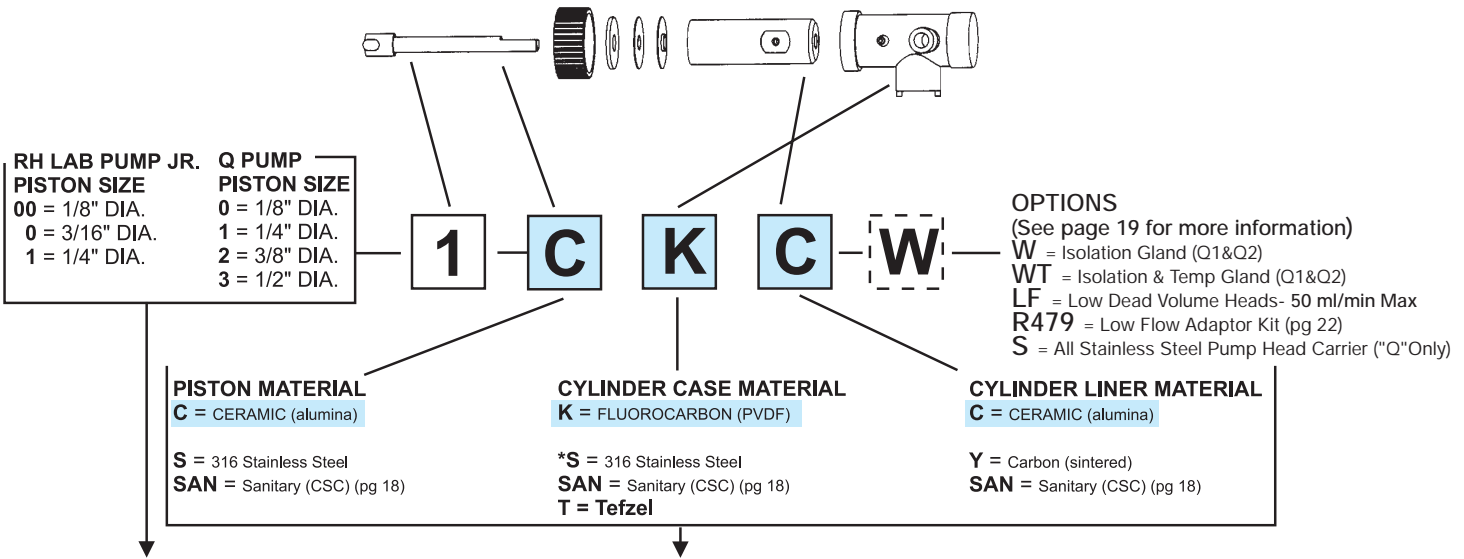 RH LAB PUMP JR.
PISTON SIZE
00 = 1/8" DIA.
0 = 3/16" DIA.
1 = 1/4" DIA.
Q PUMP
PISTON SIZE
0 = 1/8" DIA.
1 = 1/4" DIA.
2 = 3/8" DIA.
3 = 1/2" DIA.
1 C K C W
OPTIONS
(See page 19 for more information)
W = Isolation Gland (Q1&Q2)
WT = Isolation & Temp Gland (Q1&Q2)
LF = Low Dead Volume Heads- 50 ml/min Max
R479 = Low Flow Adaptor Kit (pg 22)
S = All Stainless Steel Pump Head Carrier ("Q"Only)
PISTON MATERIAL
C = CERAMIC (alumina)
S = 316 Stainless Steel
SAN = Sanitary (CSC) (pg 18)
CYLINDER CASE MATERIAL
K = FLUOROCARBON (PVDF)
*S = 316 Stainless Steel
SAN = Sanitary (CSC) (pg 18)
T = Tefzel
CYLINDER LINER MATERIAL
C = CERAMIC (alumina)
Y = Carbon (sintered)
SAN = Sanitary (CSC) (pg 18)